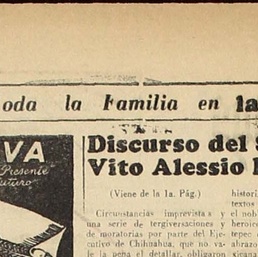 oda la Familia en la
VA
Presente
uturo
Discurso del S
Vito Alessio
(Viene de la 1a. Pág.)
Circunstancias imprevistas y
una serie de tergiversaciones y
de moratorias por parte del Eje-
cutivo de Chihuahua, que no va-
le la pena el detallar, obligaron
histori
textos
el nob
heroi
tepec
abrazo